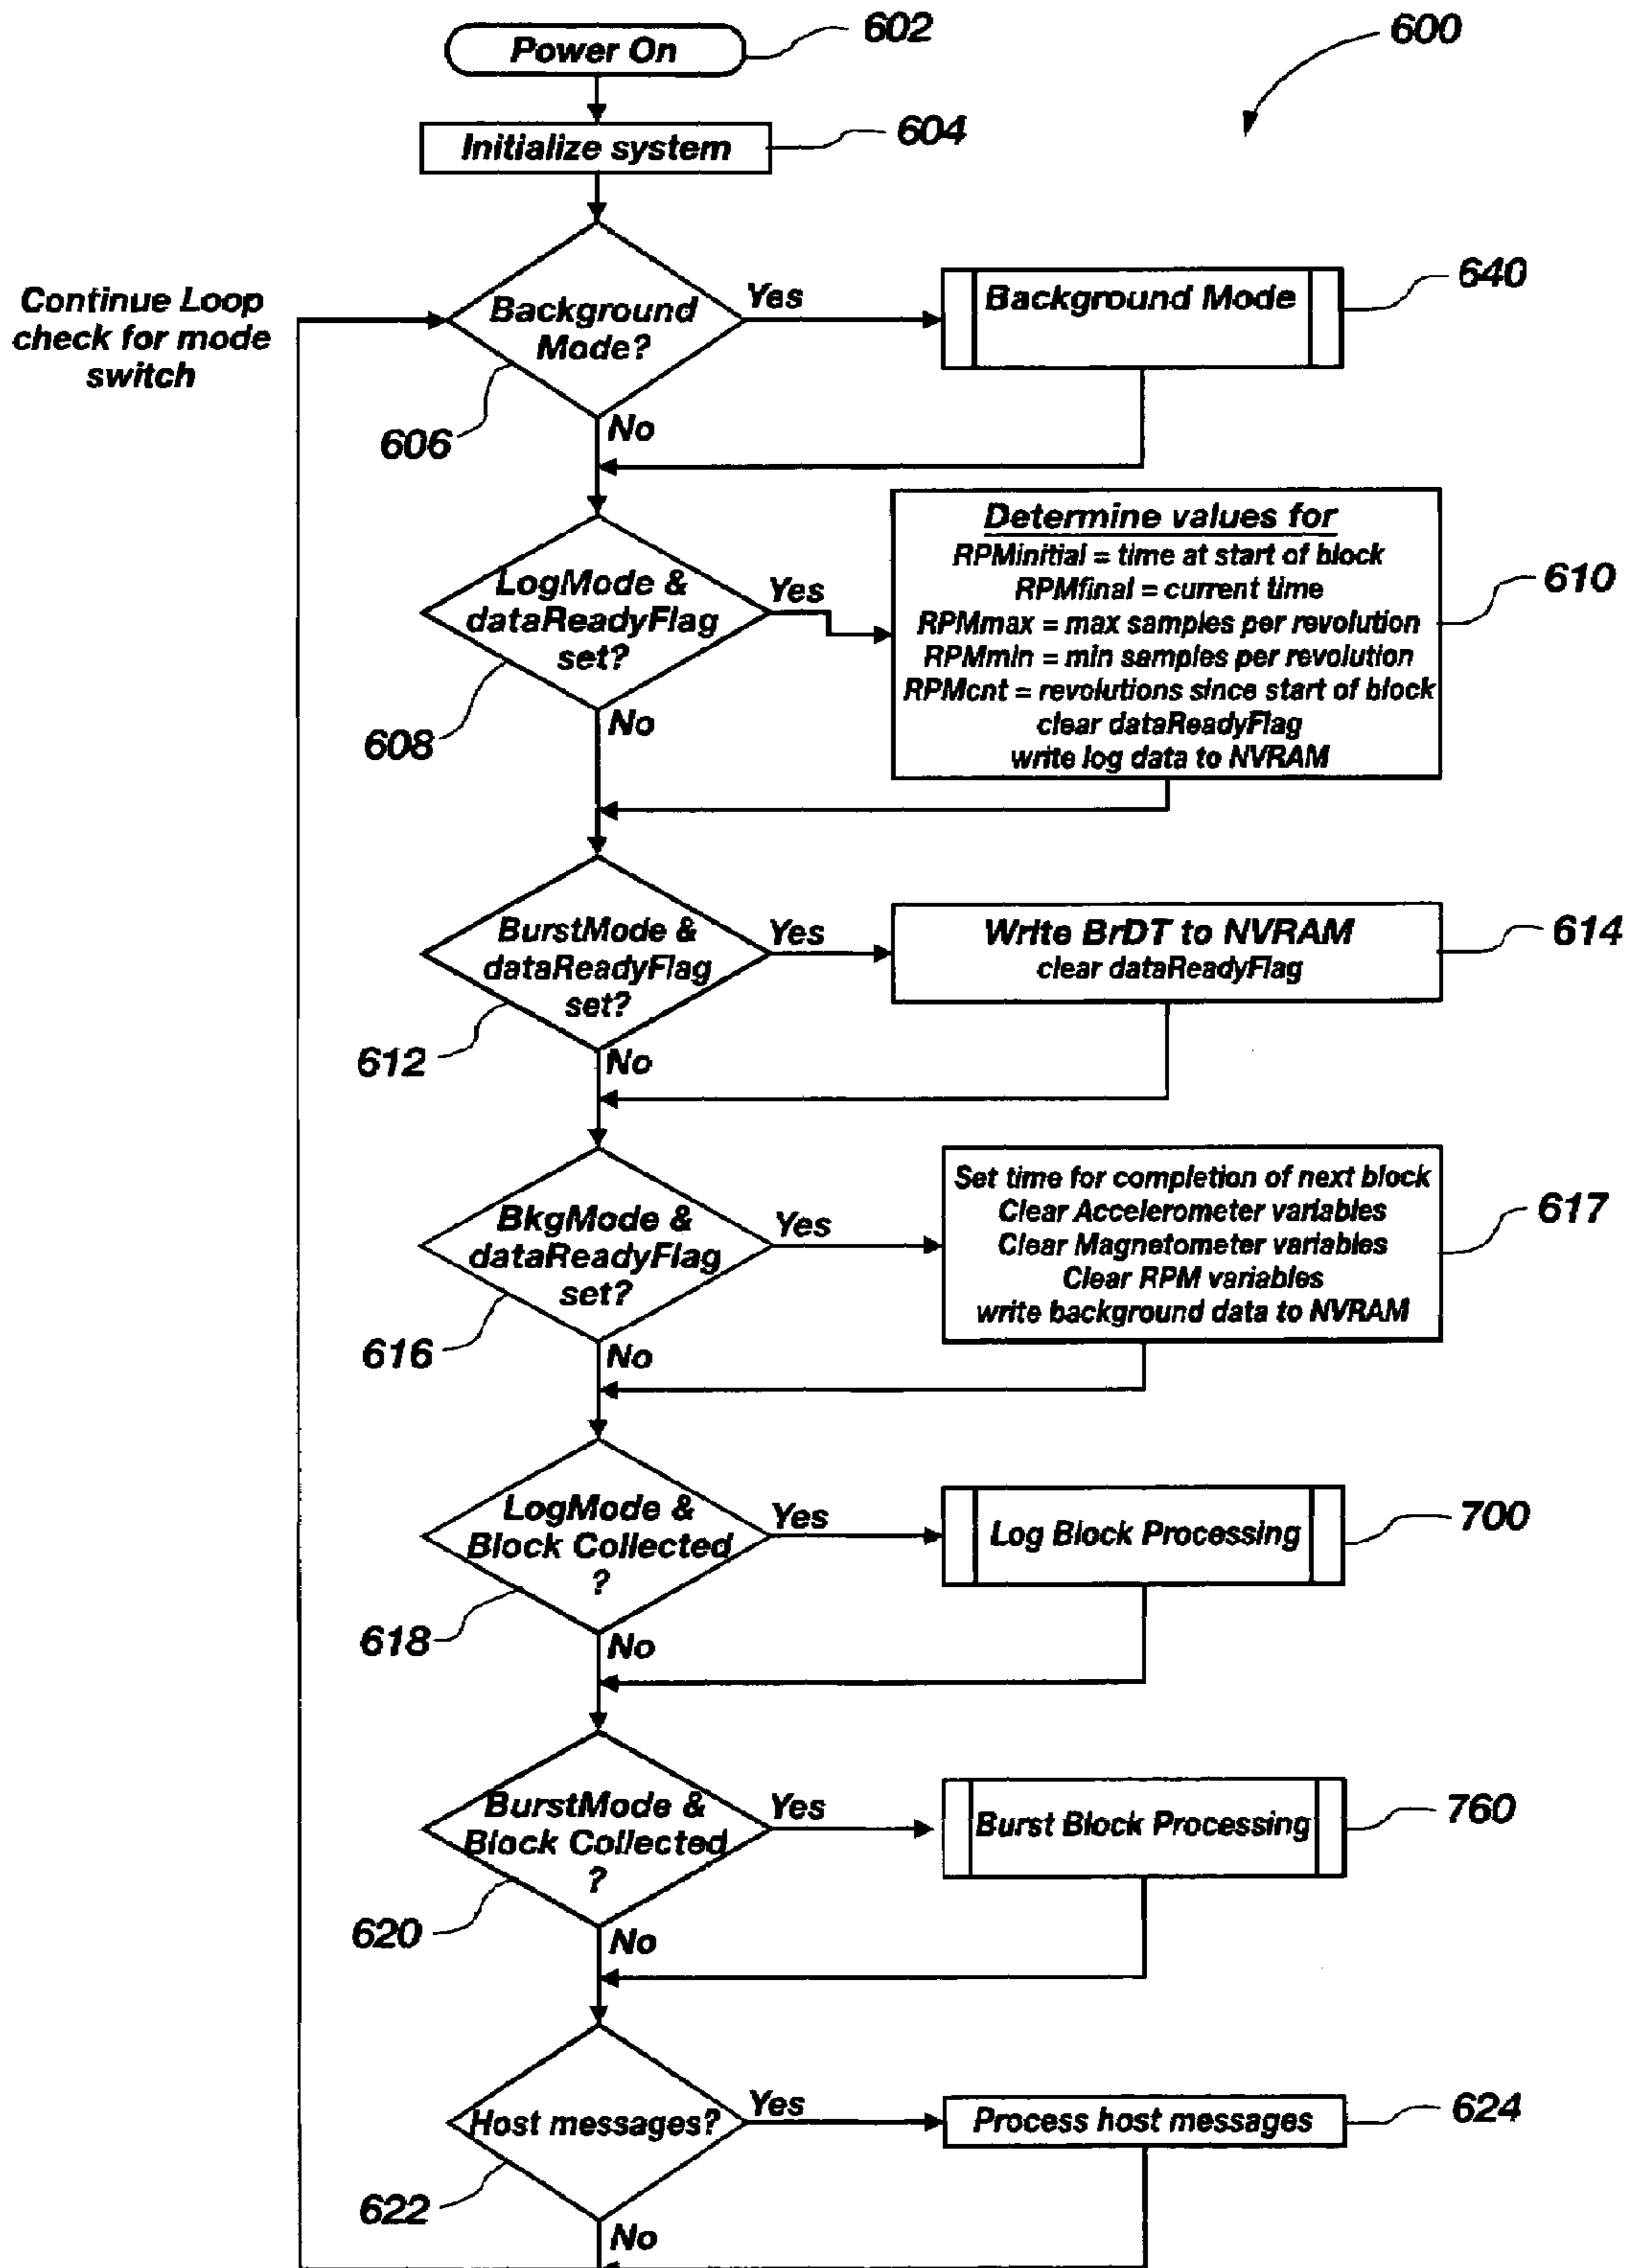 Power On
602
600
Initialize system
604
Continue Loop
check for mode
switch
Background
Mode?
Yes
Background Mode
640
606
No
LogMode &
dataReadyFlag
set?
Yes
Determine values for
RPMinitial = time at start of block
RPMfinal = current time
RPMmax = max samples per revolution
RPMmin = min samples per revolution
RPMcnt = revolutions since start of block
clear dataReadyFlag
write log data to NVRAM
610
608
No
BurstMode &
dataReadyFlag
set?
Yes
Write BrDT to NVRAM
clear dataReadyFlag
614
612
No
BkgMode &
dataReadyFlag
set?
Yes
Set time for completion of next block
Clear Accelerometer variables
Clear Magnetometer variables
Clear RPM variables
write background data to NVRAM
617
616
No
LogMode &
Block Collected
?
Yes
Log Block Processing
700
618
No
BurstMode &
Block Collected
?
Yes
Burst Block Processing
760
620
No
Host messages?
Yes
Process host messages
624
622
No